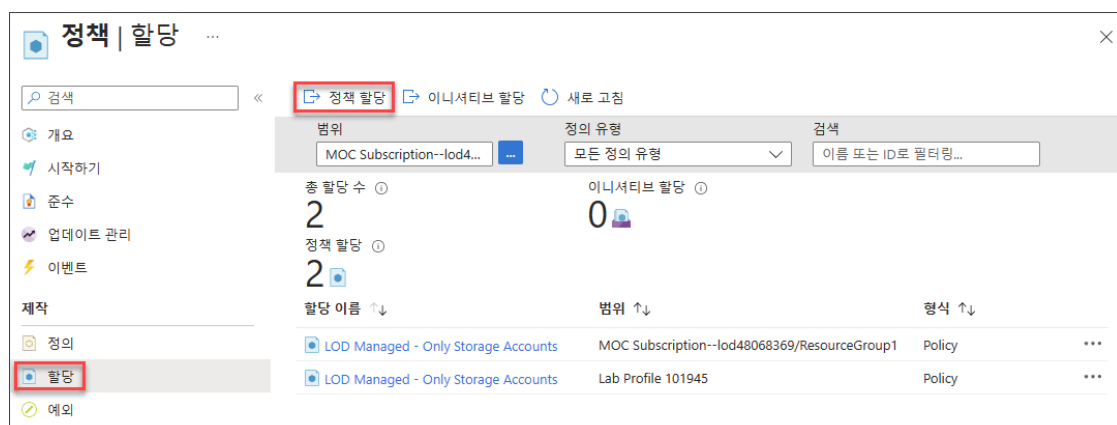 정책 | 할당 ...
검색
개요
시작하기
준수
업데이트 관리
이벤트
제작
정의
할당
예외
정책 할당 이니셔티브 할당 새로 고침
범위 정의 유형 검색
MOC Subscription--lod4... ... 모든 정의 유형 이름 또는 ID로 필터링...
총 할당 수 이니셔티브 할당
2 0
정책 할당
2
할당 이름 범위 형식
LOD Managed - Only Storage Accounts MOC Subscription--lod48068369/ResourceGroup1 Policy
LOD Managed - Only Storage Accounts Lab Profile 101945 Policy